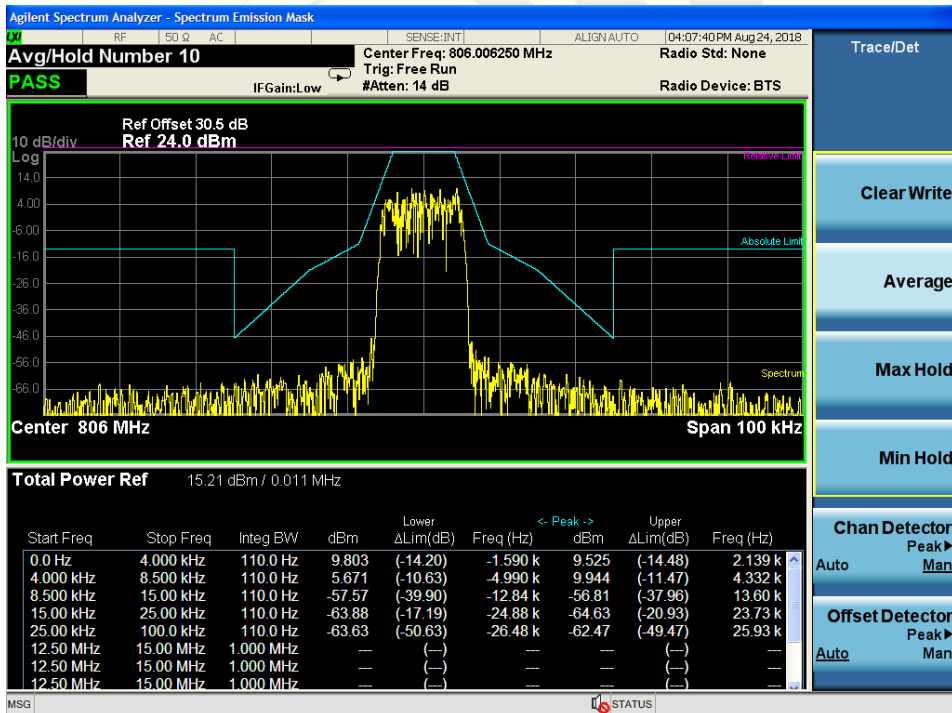 Agilent Spectrum Analyzer - Spectrum Emission Mask
LXI RF 50 Ω AC SENSE:INT ALIGN AUTO 04:07:40 PM Aug 24, 2018
Avg/Hold Number 10 Center Freq: 806.006250 MHz Radio Std: None
Trig: Free Run
PASS IFGain:Low #Atten: 14 dB Radio Device: BTS
Ref Offset 30.5 dB
10 dB/div Ref 24.0 dBm
Log
Relative Limit
14.0
4.00
-6.00
Absolute Limit
-16.0
-26.0
-36.0
-46.0
-56.0
Spectrum
-66.0
Center 806 MHz Span 100 kHz
Total Power Ref 15.21 dBm / 0.011 MHz
Lower <- Peak -> Upper
Start Freq Stop Freq Integ BW dBm ΔLim(dB) Freq (Hz) dBm ΔLim(dB) Freq (Hz)
0.0 Hz 4.000 kHz 110.0 Hz 9.803 (-14.20) -1.590 k 9.525 (-14.48) 2.139 k
4.000 kHz 8.500 kHz 110.0 Hz 5.671 (-10.63) -4.990 k 9.944 (-11.47) 4.332 k
8.500 kHz 15.00 kHz 110.0 Hz -57.57 (-39.90) -12.84 k -56.81 (-37.96) 13.60 k
15.00 kHz 25.00 kHz 110.0 Hz -63.88 (-17.19) -24.88 k -64.63 (-20.93) 23.73 k
25.00 kHz 100.0 kHz 110.0 Hz -63.63 (-50.63) -26.48 k -62.47 (-49.47) 25.93 k
12.50 MHz 15.00 MHz 1.000 MHz --- (---) --- --- (---) ---
12.50 MHz 15.00 MHz 1.000 MHz --- (---) --- --- (---) ---
12.50 MHz 15.00 MHz 1.000 MHz --- (---) --- --- (---) ---
MSG STATUS
Trace/Det
Clear Write
Average
Max Hold
Min Hold
Chan Detector
Peak▶
Auto Man
Offset Detector
Peak▶
Auto Man